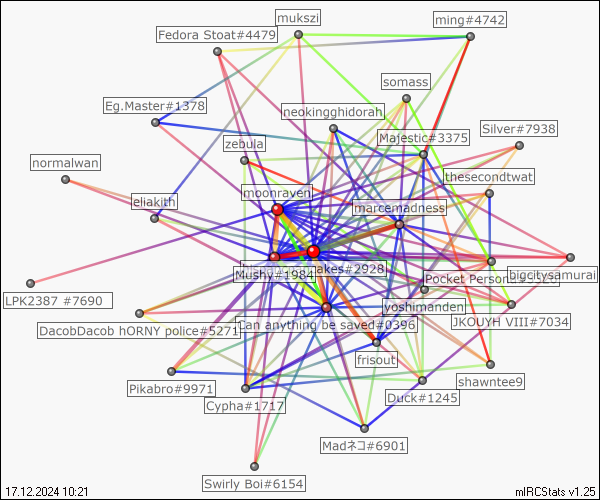 mukszi
ming#4742
Fedora Stoat#4479
somass
Eg.Master#1378
neokingghidorah
Majestic#3375
Silver#7938
zebula
normalwan
thesecondtwat
moonraven
eliakith
marcemadness
akes#2928
Mushy#1984
Pocket Person
bigcitysamurai
LPK2387 #7690
yoshimanden
JKOUYH VIII#7034
DacobDacob hORNY police#5271
Can anything be saved#0396
frisout
shawntee9
Pikabro#9971
Duck#1245
Cypha#1717
Madネコ#6901
Swirly Boi#6154
17.12.2024 10:21
mIRCStats v1.25